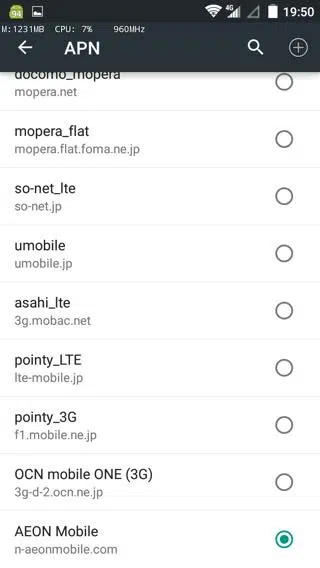 94
4G
19:50
M:1231MB CPU: 7% 960MHz
APN
docomo_mopera
mopera.net
mopera_flat
mopera.flat.foma.ne.jp
so-net_lte
so-net.jp
umobile
umobile.jp
asahi_lte
3g.mobac.net
pointy_LTE
lte-mobile.jp
pointy_3G
f1.mobile.ne.jp
OCN mobile ONE (3G)
3g-d-2.ocn.ne.jp
AEON Mobile
n-aeonmobile.com